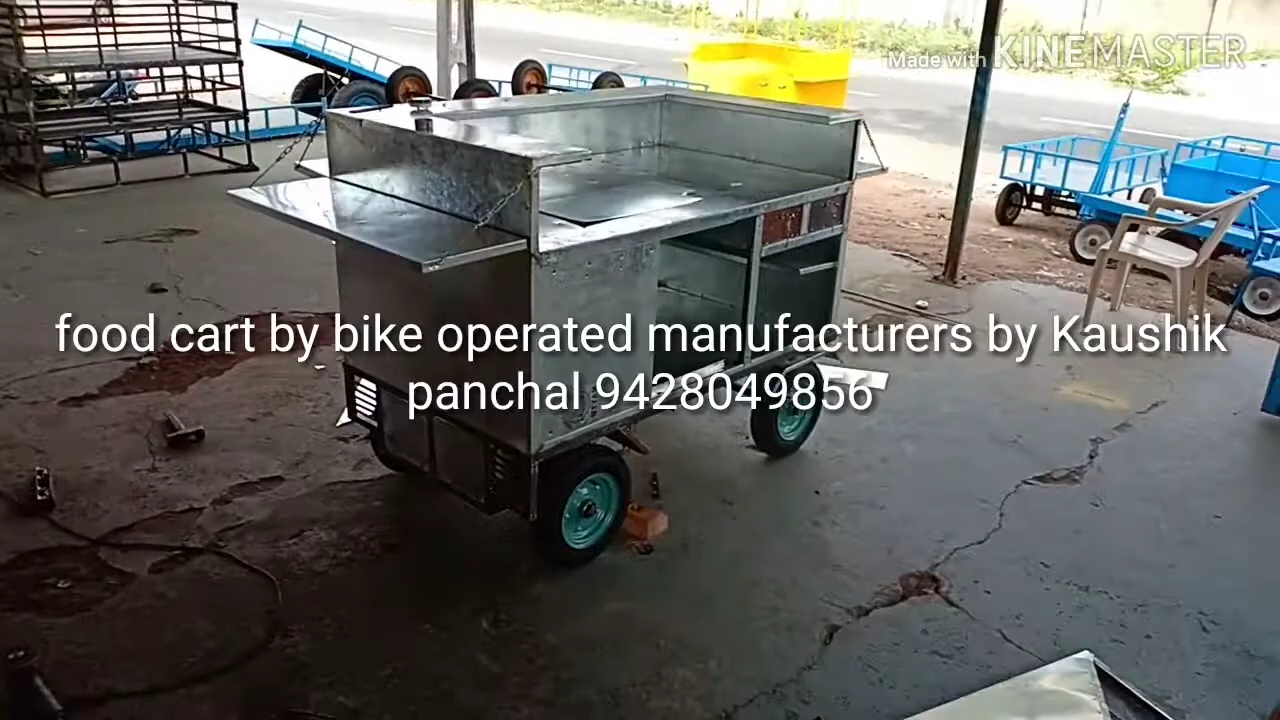 Made with KINEMASTER
food cart by bike operated manufacturers by Kaushik
panchal 9428049856